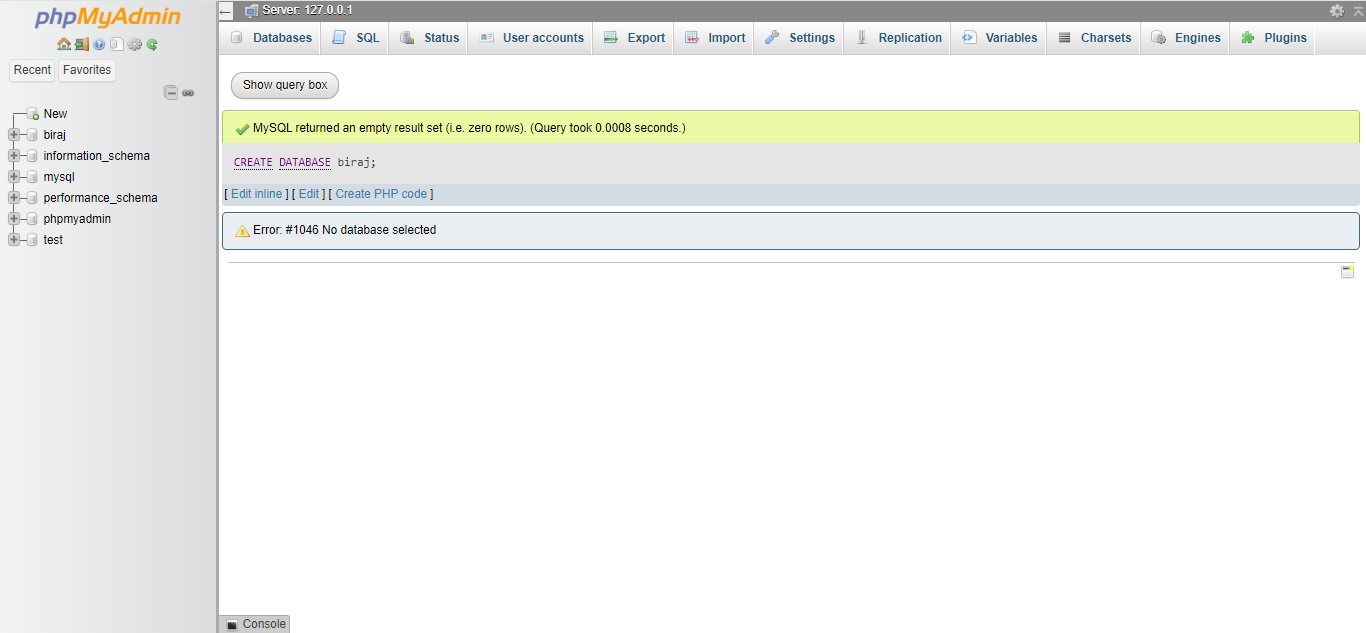 phpMyAdmin
Recent Favorites
New
biraj
information_schema
mysql
performance_schema
phpmyadmin
test
Server: 127.0.0.1
Databases SQL Status User accounts Export Import Settings Replication Variables Charsets Engines Plugins
Show query box
MySQL returned an empty result set (i.e. zero rows). (Query took 0.0008 seconds.)
CREATE DATABASE biraj;
[ Edit inline ] [ Edit ] [ Create PHP code ]
Error: #1046 No database selected
Console